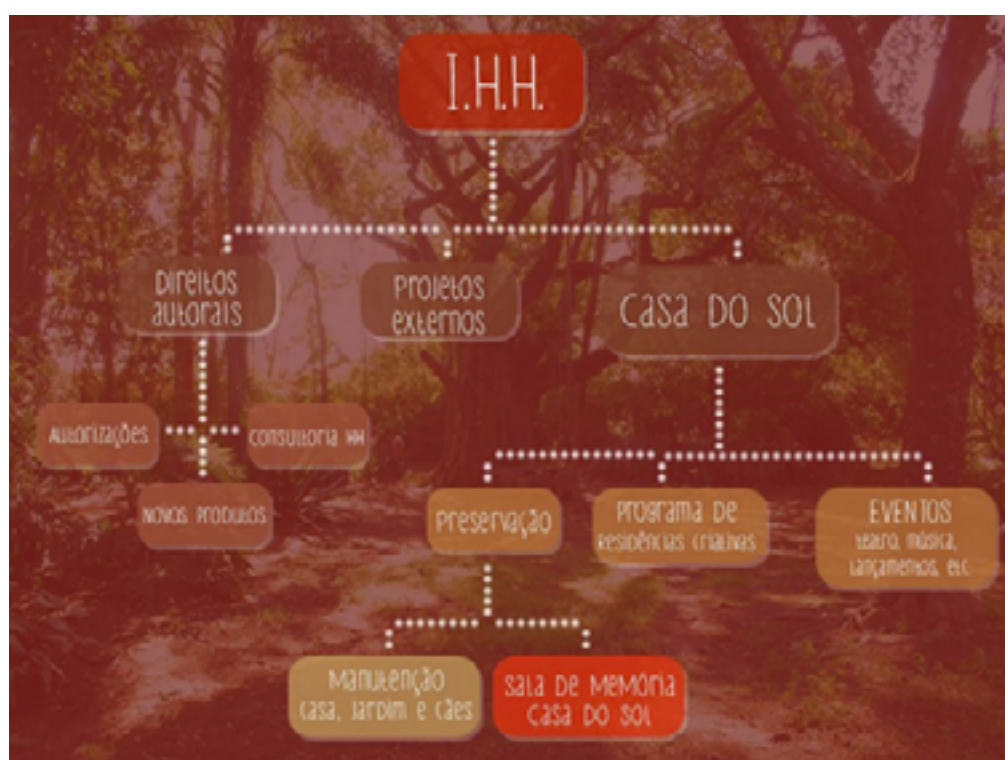 I.H.H.
Direitos
autorais
Projetos
externos
Casa do Sol
Autorizações
Consultoria HH
Novos Produtos
Preservação
Programa de
Residências Criativas
EVENTOS
teatro, música,
lançamentos, etc.
Manutenção
Casa, Jardim e Cães
Sala de Memória
Casa do Sol